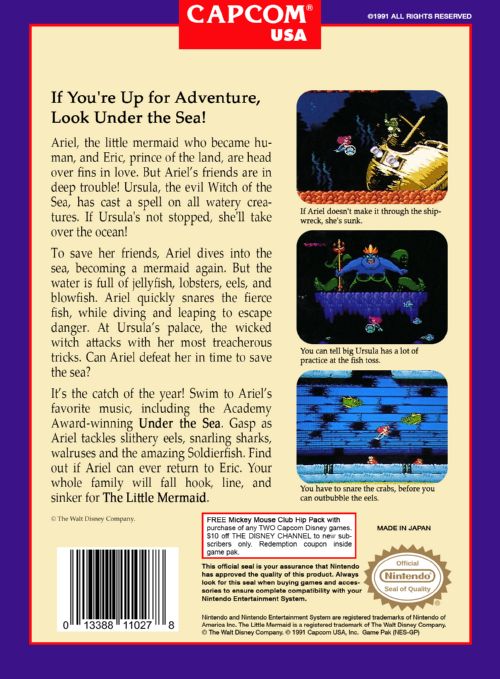 CAPCOM®
USA
©1991 ALL RIGHTS RESERVED
If You're Up for Adventure,
Look Under the Sea!
Ariel, the little mermaid who became hu-
man, and Eric, prince of the land, are head
over fins in love. But Ariel's friends are in
deep trouble! Ursula, the evil Witch of the
Sea, has cast a spell on all watery crea-
tures. If Ursula's not stopped, she'll take
over the ocean!
To save her friends, Ariel dives into the
sea, becoming a mermaid again. But the
water is full of jellyfish, lobsters, eels, and
blowfish. Ariel quickly snares the fierce
fish, while diving and leaping to escape
danger. At Ursula's palace, the wicked
witch attacks with her most treacherous
tricks. Can Ariel defeat her in time to save
the sea?
It's the catch of the year! Swim to Ariel's
favorite music, including the Academy
Award-winning Under the Sea. Gasp as
Ariel tackles slithery eels, snarling sharks,
walruses and the amazing Soldierfish. Find
out if Ariel can ever return to Eric. Your
whole family will fall hook, line, and
sinker for The Little Mermaid.
© The Walt Disney Company.
If Ariel doesn't make it through the ship-
wreck, she's sunk.
You can tell big Ursula has a lot of
practice at the fish toss.
You have to snare the crabs, before you
can outbubble the eels.
FREE Mickey Mouse Club Hip Pack with
purchase of any TWO Capcom Disney games.
$10 off THE DISNEY CHANNEL to new sub-
scribers only. Redemption coupon inside
game pak.
MADE IN JAPAN
This official seal is your assurance that Nintendo
has approved the quality of this product. Always
look for this seal when buying games and acces-
sories to ensure complete compatibility with your
Nintendo Entertainment System.
Official
Nintendo
Seal of Quality
Nintendo and Nintendo Entertainment System are registered trademarks of Nintendo of
America Inc. The Little Mermaid is a registered trademark of The Walt Disney Company.
© The Walt Disney Company. © 1991 Capcom USA, Inc. Game Pak (NES-GP)
0 13388 11027 8